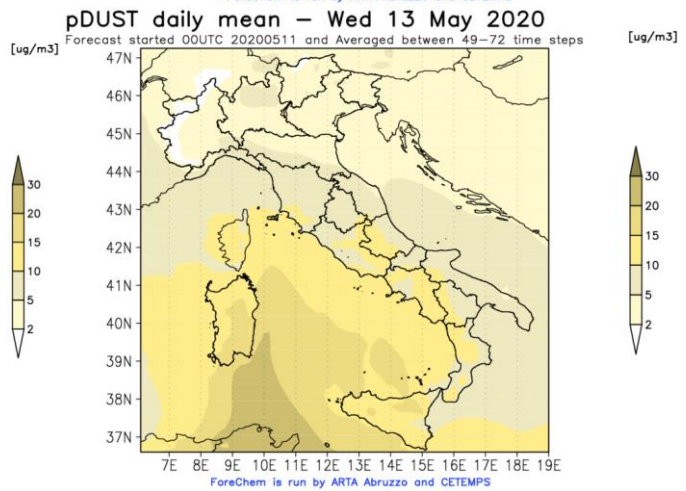 pDUST daily mean – Wed 13 May 2020
[ug/m3]
Forecast started 00UTC 20200511 and Averaged between 49–72 time steps
[ug/m3]
47N
46N
45N
44N
43N
42N
41N
40N
39N
38N
37N
7E 8E 9E 10E 11E 12E 13E 14E 15E 16E 17E 18E 19E
30
20
15
10
5
2
30
20
15
10
5
2
ForeChem is run by ARTA Abruzzo and CETEMPS